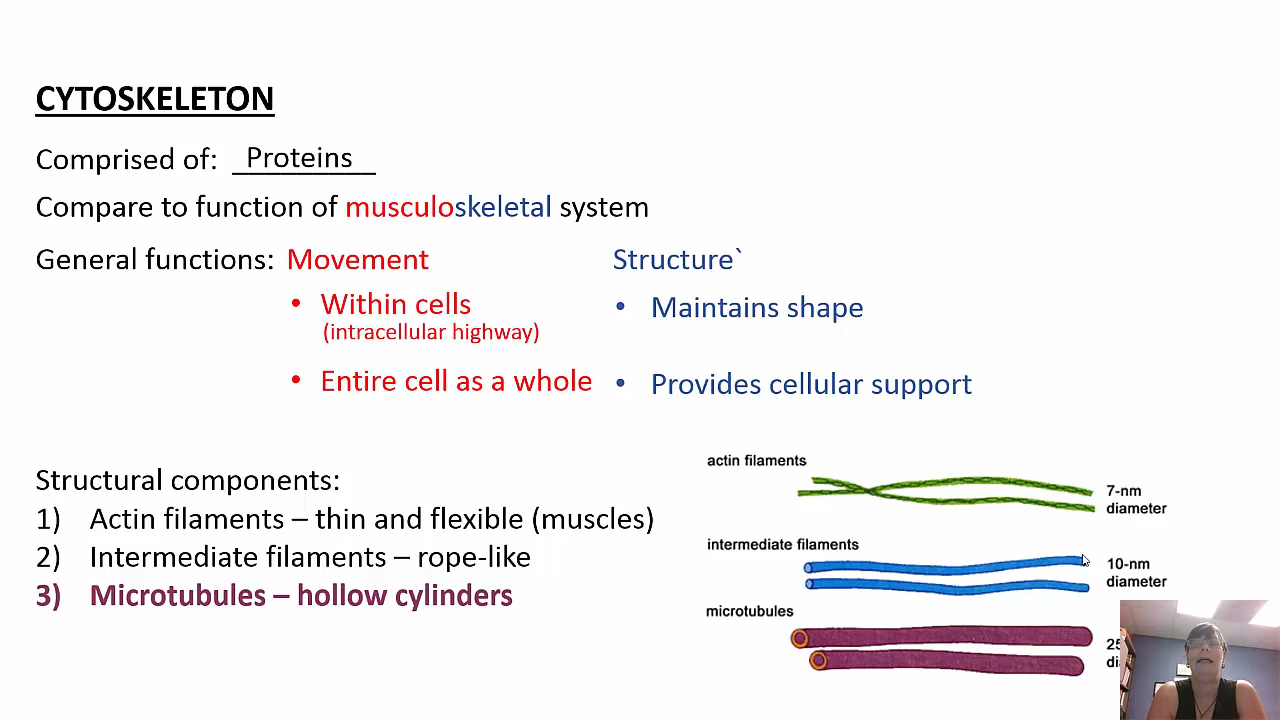 CYTOSKELETON
Comprised of: Proteins
Compare to function of musculoskeletal system
General functions: Movement Structure`
• Within cells • Maintains shape
(intracellular highway)
• Entire cell as a whole • Provides cellular support
Structural components:
1) Actin filaments – thin and flexible (muscles)
2) Intermediate filaments – rope-like
3) Microtubules – hollow cylinders
actin filaments
7-nm
diameter
intermediate filaments
10-nm
diameter
microtubules